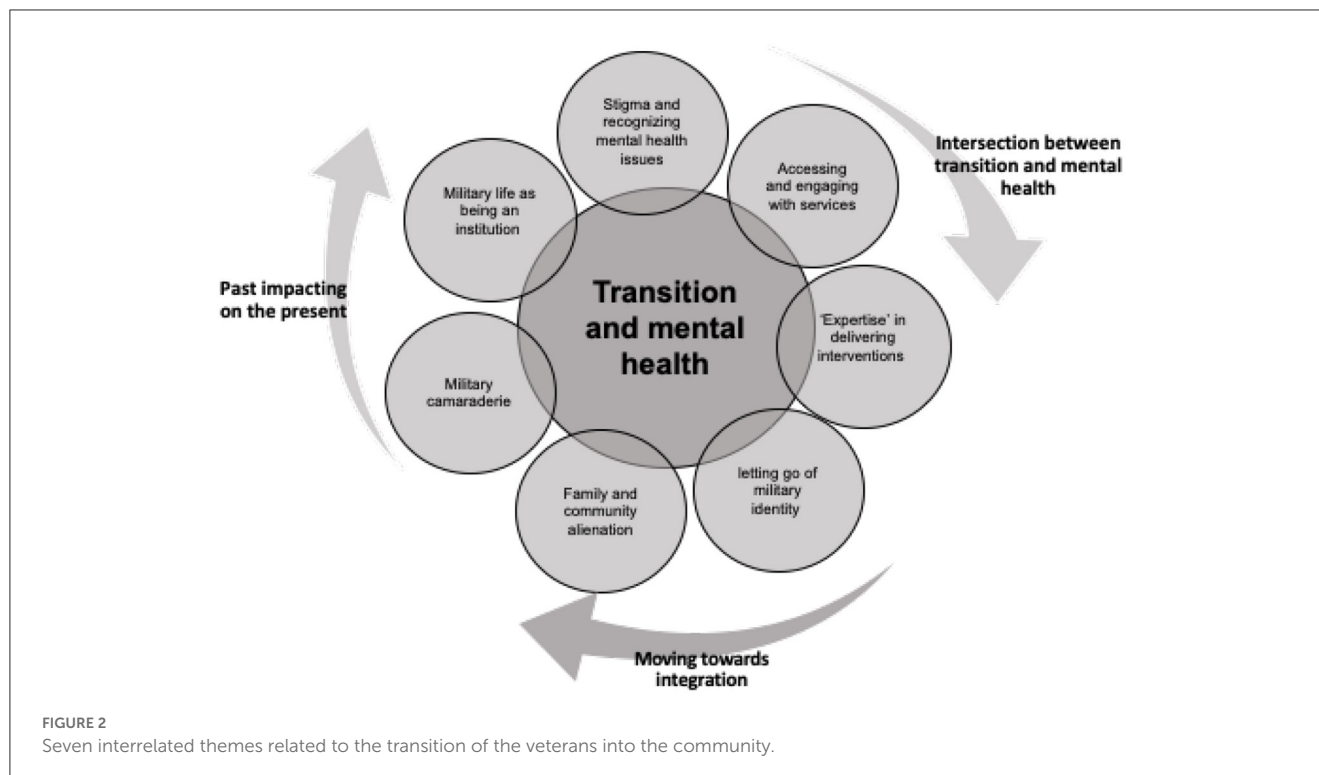 Stigma and
recognizing
mental health
issues
Accessing
and engaging
with services
Intersection between
transition and mental
health
Military life as
being an
institution
Past impacting
on the present
Transition
and mental
health
'Expertise' in
delivering
interventions
Military
camaraderie
letting go of
military
identity
Family and
community
alienation
Moving towards
integration
FIGURE 2
Seven interrelated themes related to the transition of the veterans into the community.